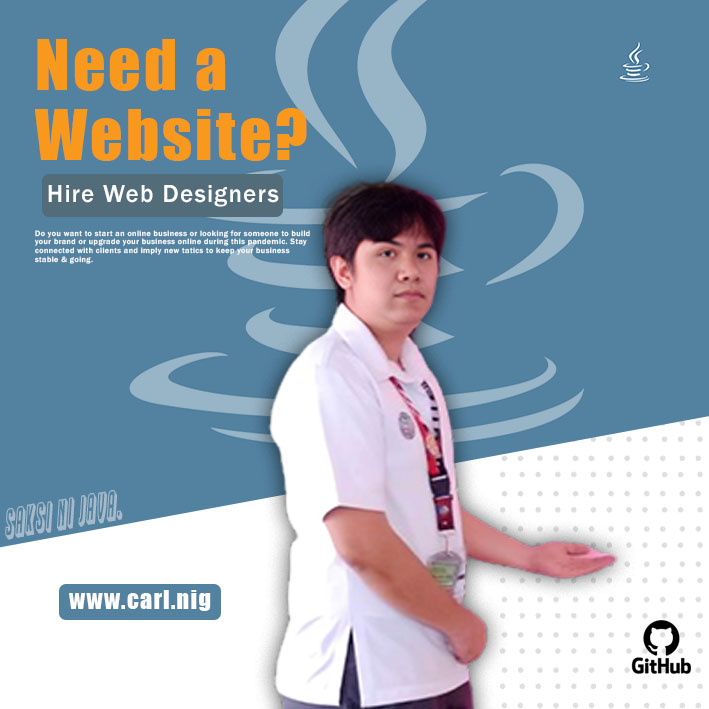 Need a
Website?
Hire Web Designers
Do you want to start an online business or looking for someone to build
your brand or upgrade your business online during this pandemic. Stay
connected with clients and imply new tatics to keep your business
stable & going.
SAKSI NI JAVA.
www.carl.nig
GitHub